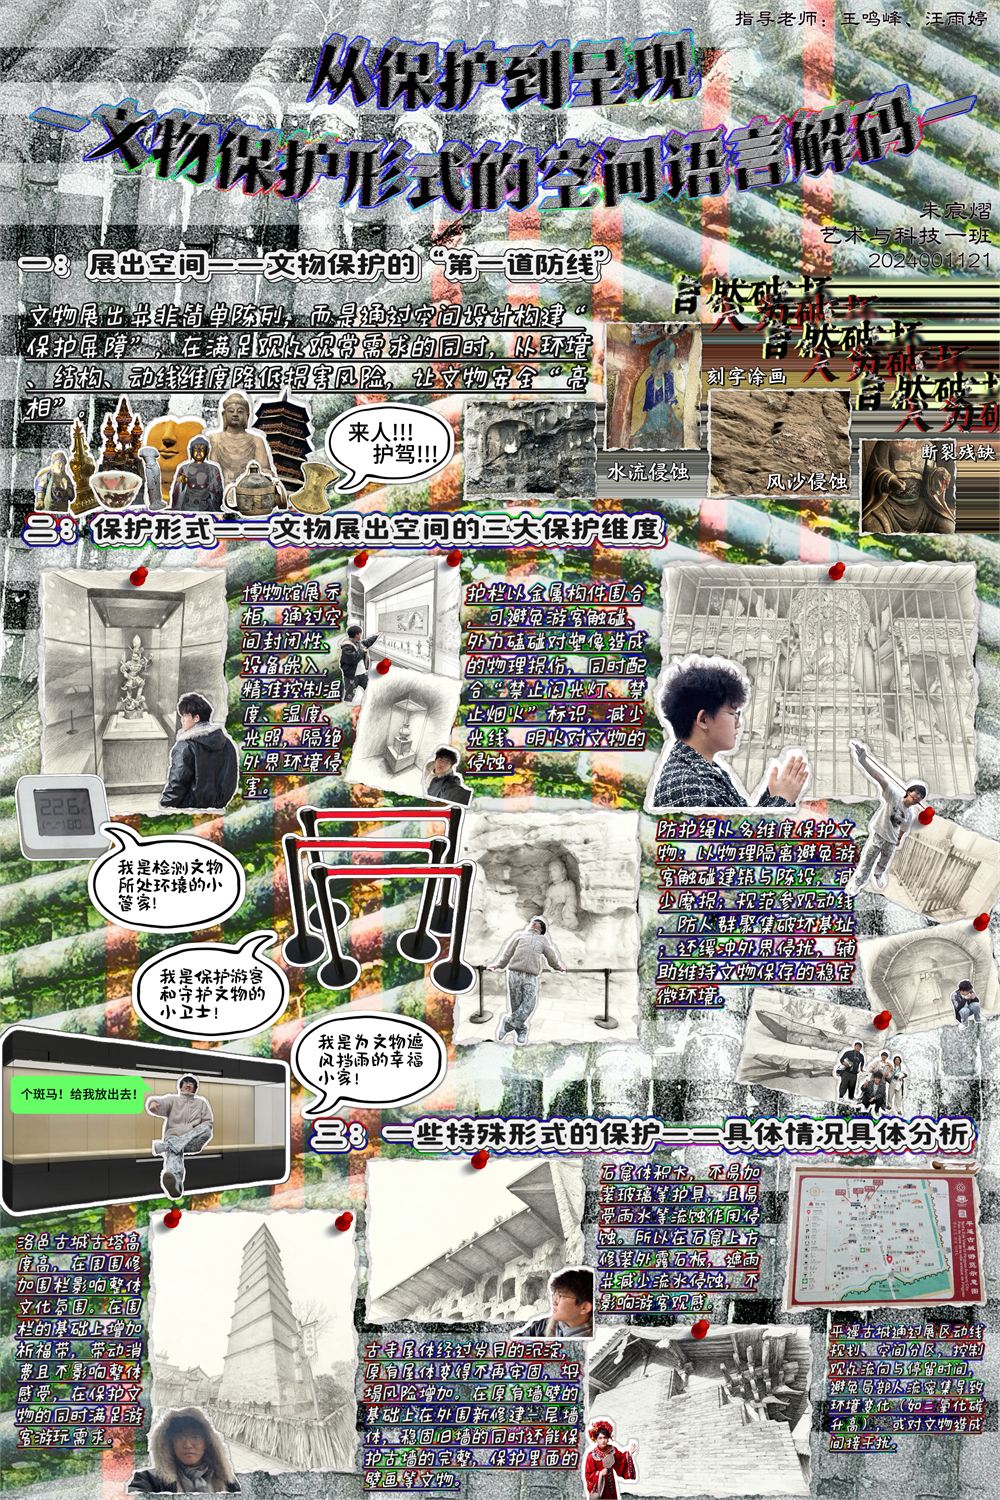 指导老师：王鸣峰、汪雨婷
从保护到呈现
—文物保护形式的空间语言解码—
朱宸熠
艺术与科技一班
2024001121
一：展出空间——文物保护的“第一道防线”
文物展出并非简单陈列，而是通过空间设计构建“
保护屏障”，在满足观众观赏需求的同时，从环境
、结构、动线维度降低损害风险，让文物安全“亮
相”。
自然破坏
人为破坏
自然破坏
人为破坏
自然破坏
人为破
来人!!!
护驾!!!
刻字涂画
水流侵蚀
风沙侵蚀
断裂残缺
二：保护形式——文物展出空间的三大保护维度
博物馆展示
柜，通过空
间封闭性、
设备嵌入，
精准控制温
度、湿度、
光照，隔绝
外界环境侵
害。
护栏以金属构件围合
，可避免游客触碰、
外力磕碰对塑像造成
的物理损伤，同时配
合“禁止闪光灯、禁
止烟火”标识，减少
光线、明火对文物的
侵蚀。
防护绳从多维度保护文
物：以物理隔离避免游
客触碰建筑与陈设，减
少磨损；规范参观动线
，防人群聚集破坏基址
；还缓冲外界侵扰，辅
助维持文物保存的稳定
微环境。
我是检测文物
所处环境的小
管家!
我是保护游客
和守护文物的
小卫士!
我是为文物遮
风挡雨的幸福
小家!
个斑马！给我放出去！
三：一些特殊形式的保护——具体情况具体分析
洛邑古城古塔高
度高，在周围修
加围栏影响整体
文化氛围。在围
栏的基础上增加
祈福带，带动消
费且不影响整体
感受，在保护文
物的同时满足游
客游玩需求。
石窟体积大，不易加
装玻璃等护具，且易
受雨水等流蚀作用侵
蚀。所以在石窟上方
修装外露石板，遮雨
并减少流水侵蚀，不
影响游客观感。
古寺屋体经过岁月的沉淀，
原有屋体变得不再牢固，坍
塌风险增加。在原有墙壁的
基础上在外围新修建一层墙
体，稳固旧墙的同时还能保
护古墙的完整，保护里面的
壁画等文物。
平遥古城游览示意图
平遥古城通过展区动线
规划、空间分区，控制
观众流向与停留时间，
避免局部人流密集导致
环境变化（如二氧化碳
升高），或对文物造成
间接干扰。